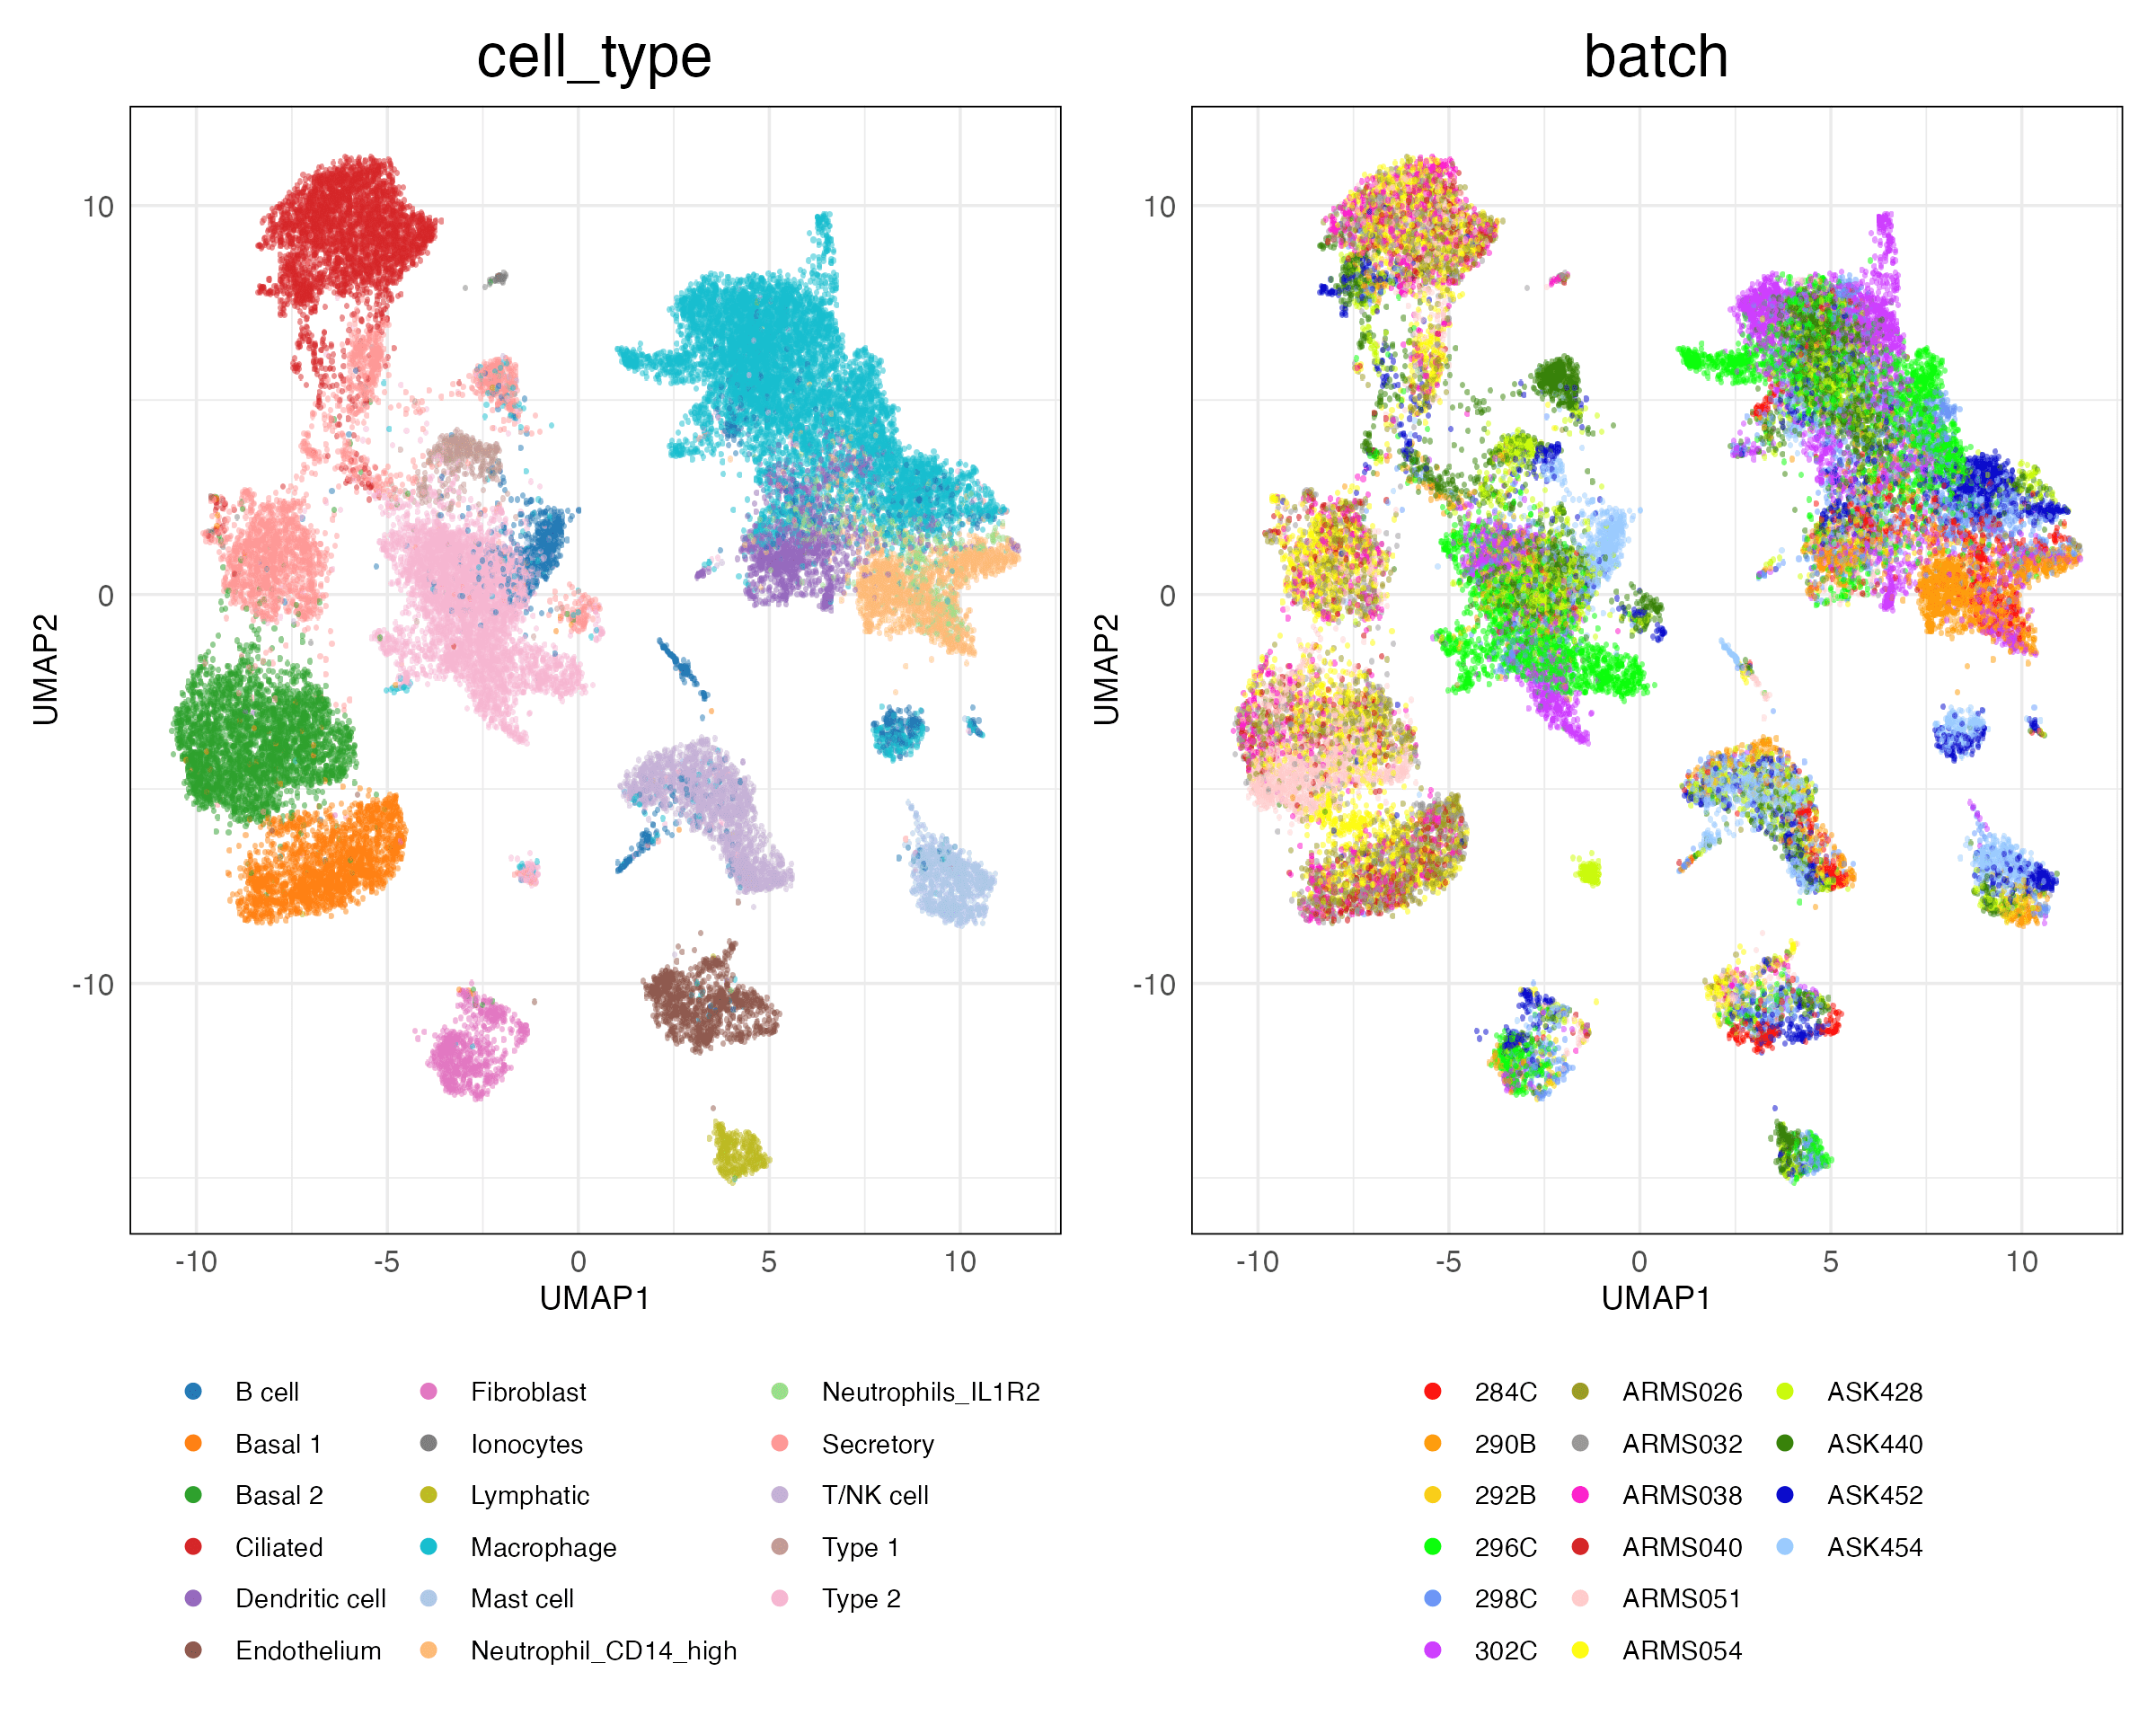 cell_type
batch
10
0
-10
UMAP2
-10 -5 0 5 10
UMAP1
10
0
-10
UMAP2
-10 -5 0 5 10
UMAP1
B cell
Basal 1
Basal 2
Ciliated
Dendritic cell
Endothelium
Fibroblast
Ionocytes
Lymphatic
Macrophage
Mast cell
Neutrophil_CD14_high
Neutrophils_IL1R2
Secretory
T/NK cell
Type 1
Type 2
284C
290B
292B
296C
298C
302C
ARMS026
ARMS032
ARMS038
ARMS040
ARMS051
ARMS054
ASK428
ASK440
ASK452
ASK454